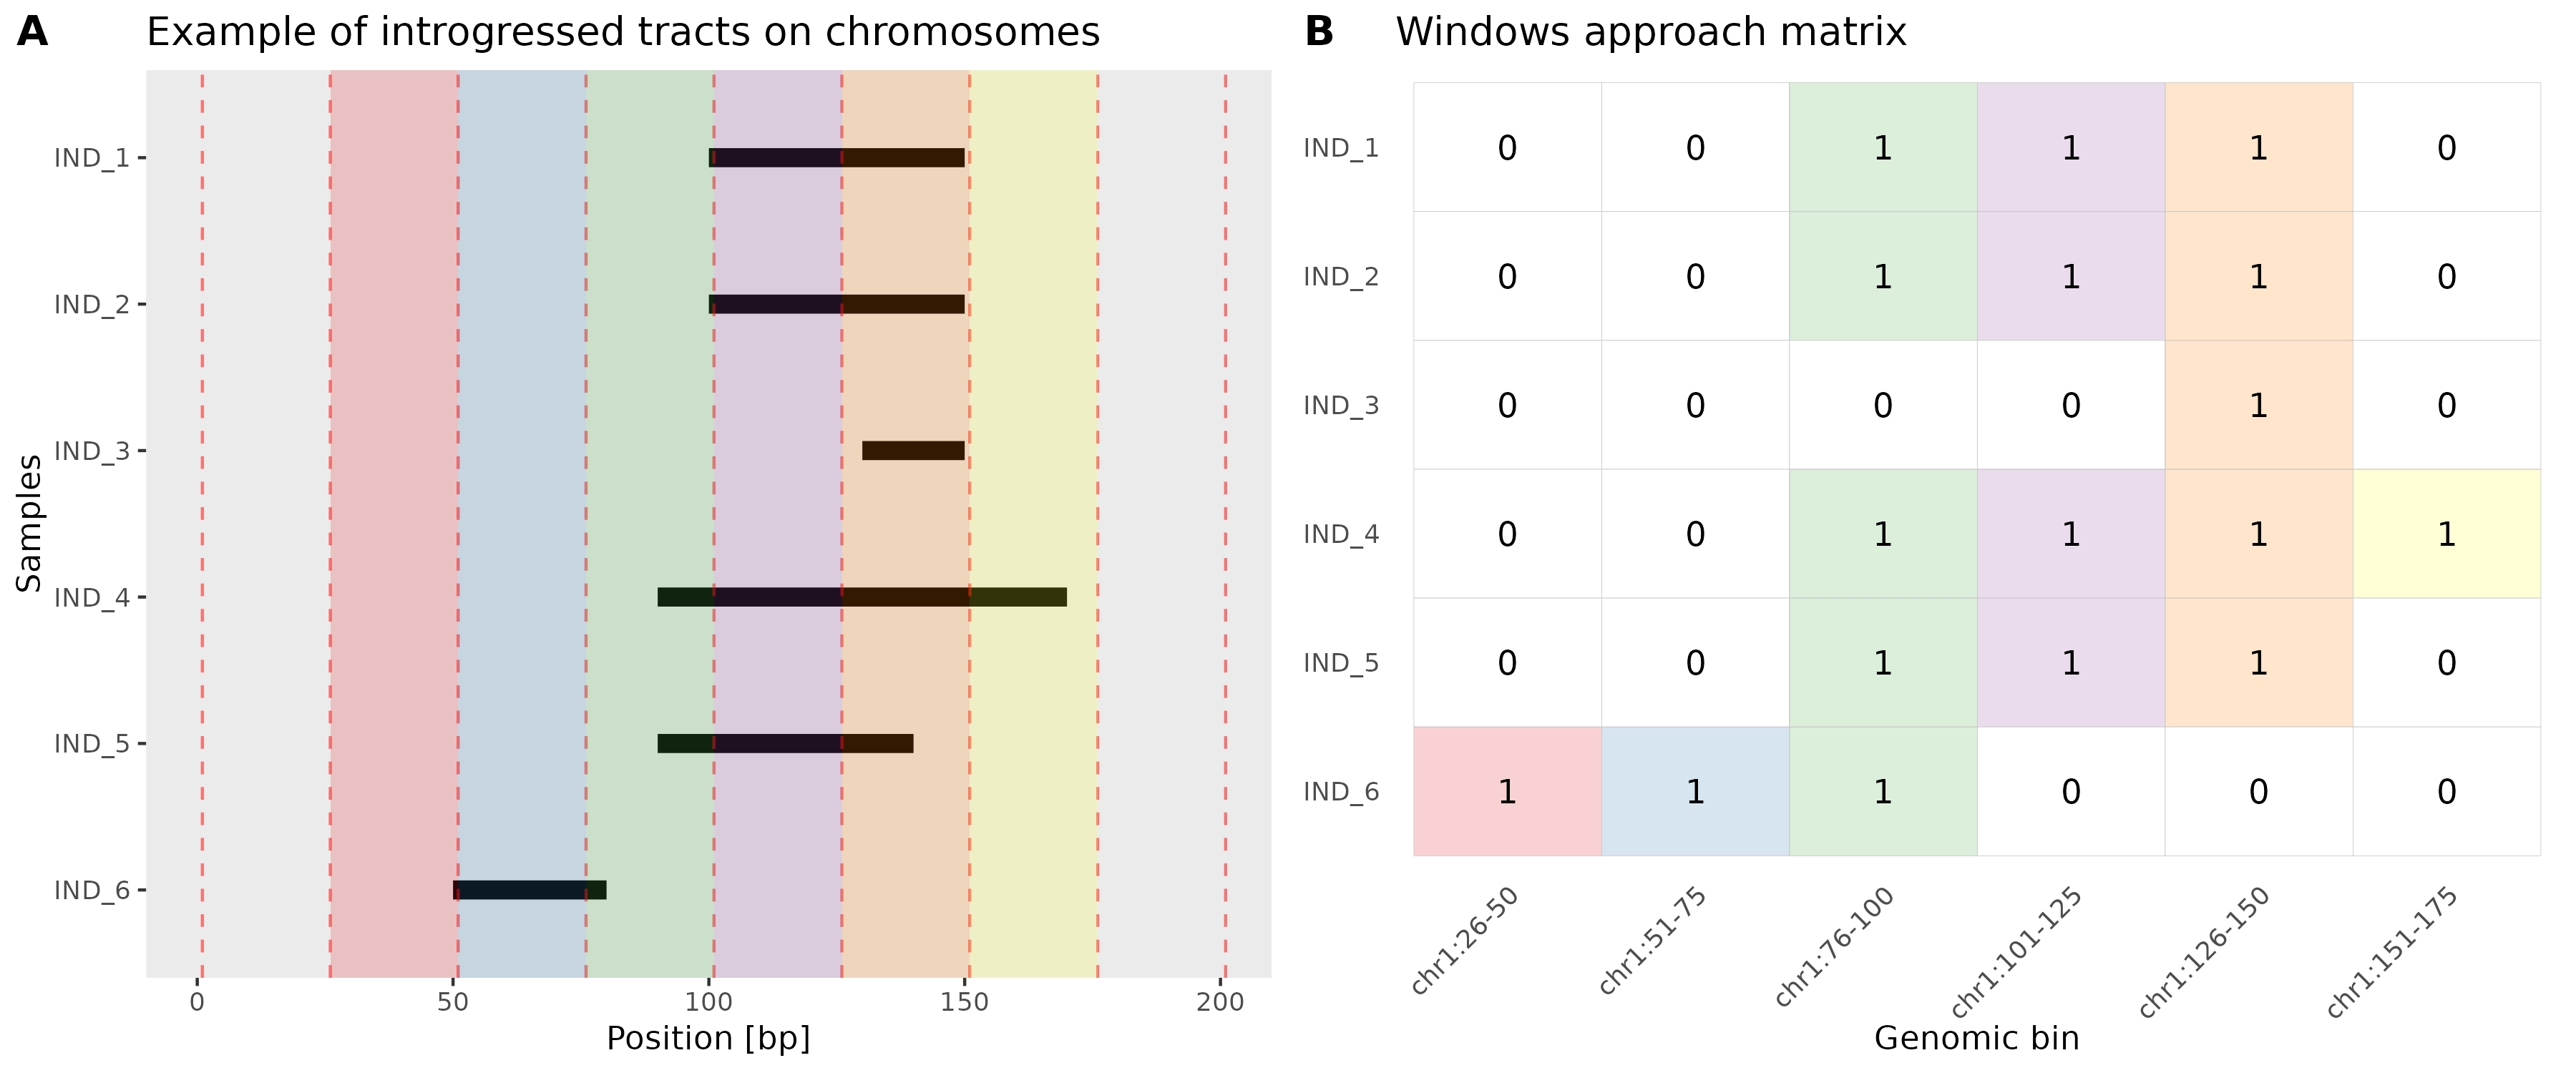 A Example of introgressed tracts on chromosomes
Samples
IND_1
IND_2
IND_3
IND_4
IND_5
IND_6
0 50 100 150 200
Position [bp]
B Windows approach matrix
IND_1 0 0 1 1 1 0
IND_2 0 0 1 1 1 0
IND_3 0 0 0 0 1 0
IND_4 0 0 1 1 1 1
IND_5 0 0 1 1 1 0
IND_6 1 1 1 0 0 0
chr1:26-50 chr1:51-75 chr1:76-100 chr1:101-125 chr1:126-150 chr1:151-175
Genomic bin